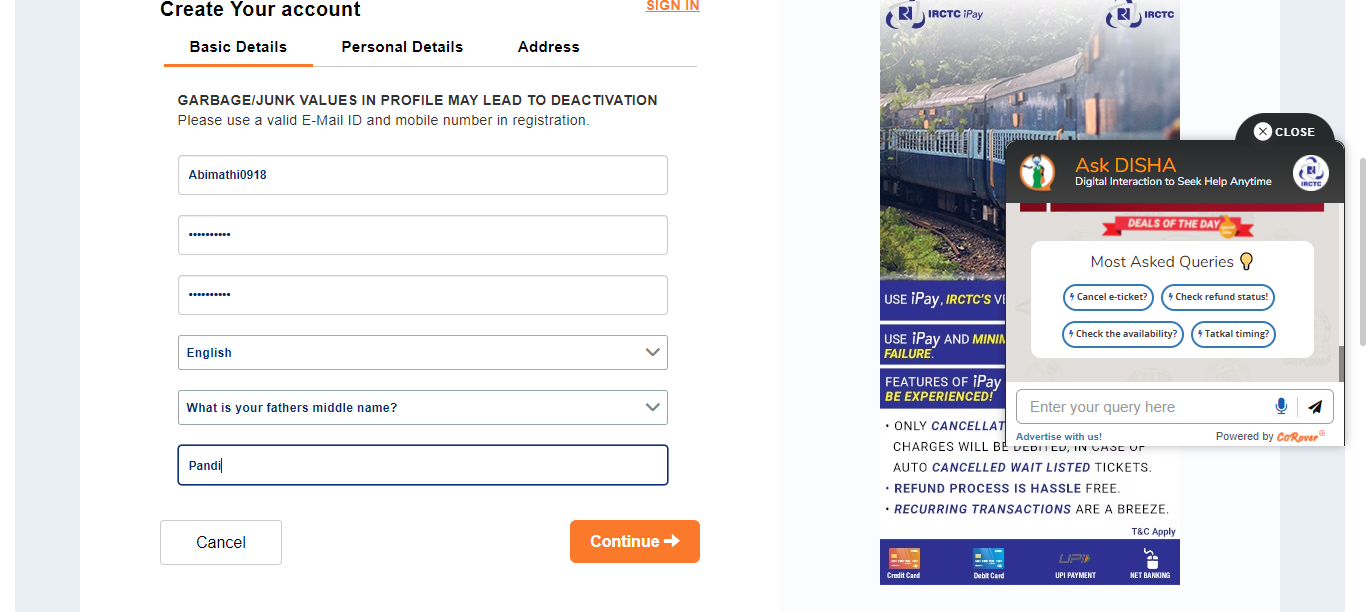 Create Your account
SIGN IN
Basic Details
Personal Details
Address
GARBAGE/JUNK VALUES IN PROFILE MAY LEAD TO DEACTIVATION
Please use a valid E-Mail ID and mobile number in registration.
Abimathi0918
••••••••••
••••••••••
English
What is your fathers middle name?
Pandi
Cancel
Continue
IRCTC iPay
IRCTC
USE iPay, IRCTC'S
USE iPay AND
FAILURE.
FEATURES OF iPay
BE EXPERIENCED!
• ONLY
CHARGES WILL BE DEBITED, IN CASE OF
AUTO CANCELLED WAIT LISTED TICKETS.
• REFUND PROCESS IS HASSLE FREE.
• RECURRING TRANSACTIONS ARE A BREEZE.
T&C Apply
Credit Card
Debit Card
UPI
UPI PAYMENT
NET BANKING
CLOSE
Ask DISHA
Digital Interaction to Seek Help Anytime
IRCTC
DEALS OF THE DAY
Most Asked Queries
Cancel e-ticket?
Check refund status!
Check the availability?
Tatkal timing?
Enter your query here
Advertise with us!
Powered by CoRover®